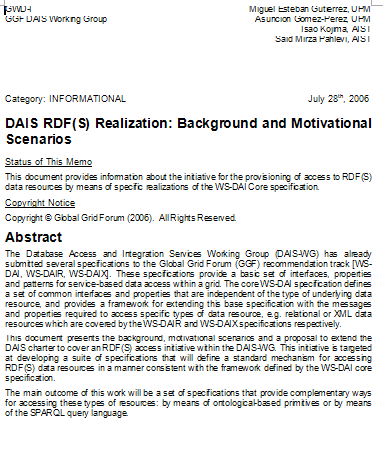 GWD-I
GGF DAIS Working Group
Miguel Esteban Gutiérrez, UPM
Asunción Gómez-Pérez, UPM
Isao Kojima, AIST
Said Mirza Pahlevi, AIST
Category: INFORMATIONAL
July 28th, 2006
DAIS RDF(S) Realization: Background and Motivational
Scenarios
Status of This Memo
This document provides information about the initiative for the provisioning of access to RDF(S)
data resources by means of specific realizations of the WS-DAI Core specification.
Copyright Notice
Copyright © Global Grid Forum (2006). All Rights Reserved.
Abstract
The Database Access and Integration Services Working Group (DAIS-WG) has already
submitted several specifications to the Global Grid Forum (GGF) recommendation track [WS-
DAI, WS-DAIR, WS-DAIX]. These specifications provide a basic set of interfaces, properties
and patterns for service-based data access within a grid. The core WS-DAI specification defines
a set of common interfaces and properties that are independent of the type of underlying data
resource, and provides a framework for extending this base specification with the messages
and properties required to access specific types of data resource, e.g. relational or XML data
resources which are covered by the WS-DAIR and WS-DAIX specifications respectively.
This document presents the background, motivational scenarios and a proposal to extend the
DAIS charter to cover an RDF(S) access initiative within the DAIS-WG. This initiative is targeted
at developing a suite of specifications that will define a standard mechanism for accessing
RDF(S) data resources in a manner consistent with the framework defined by the WS-DAI core
specification.
The main outcome of this work will be a set of specifications that provide complementary ways
for accessing these types of resources: by means of ontological-based primitives or by means
of the SPARQL query language.